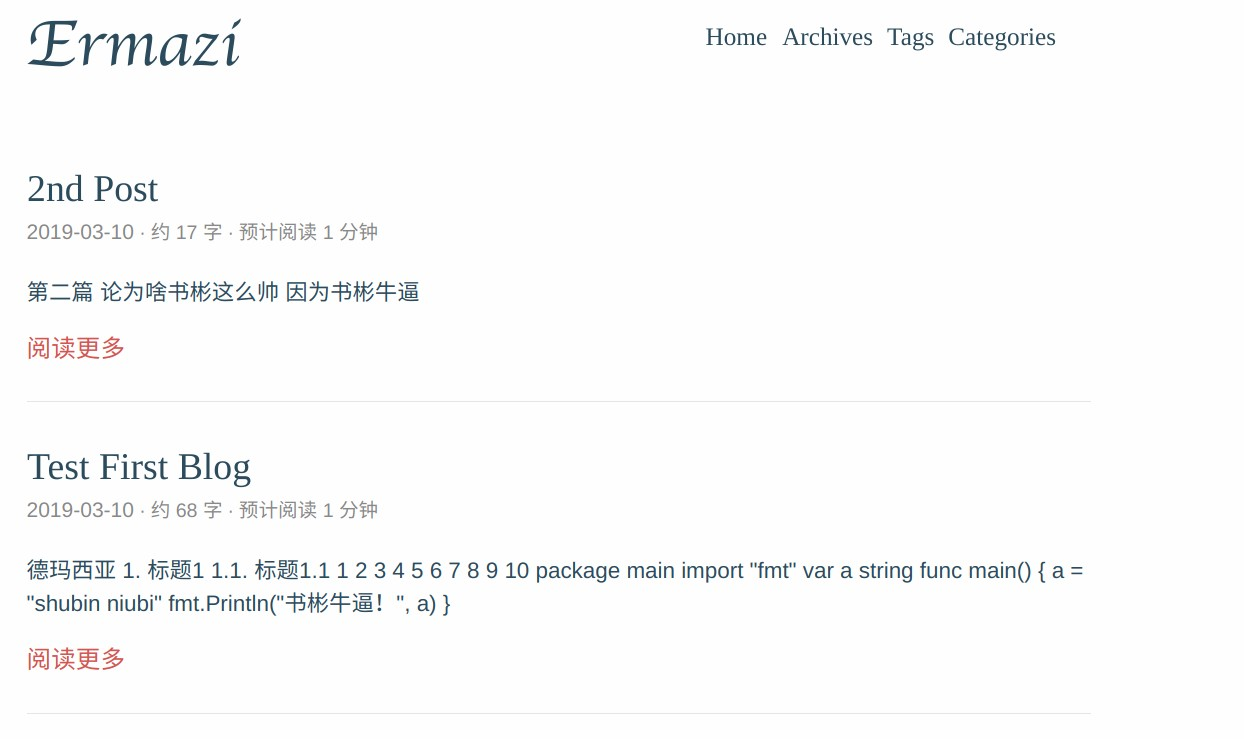 Ermazi
Home Archives Tags Categories
2nd Post
2019-03-10 · 约 17 字 · 预计阅读 1 分钟
第二篇 论为啥书彬这么帅 因为书彬牛逼
阅读更多
Test First Blog
2019-03-10 · 约 68 字 · 预计阅读 1 分钟
德玛西亚 1. 标题1 1.1. 标题1.1 1 2 3 4 5 6 7 8 9 10 package main import "fmt" var a string func main() { a =
"shubin niubi" fmt.Println("书彬牛逼！", a) }
阅读更多